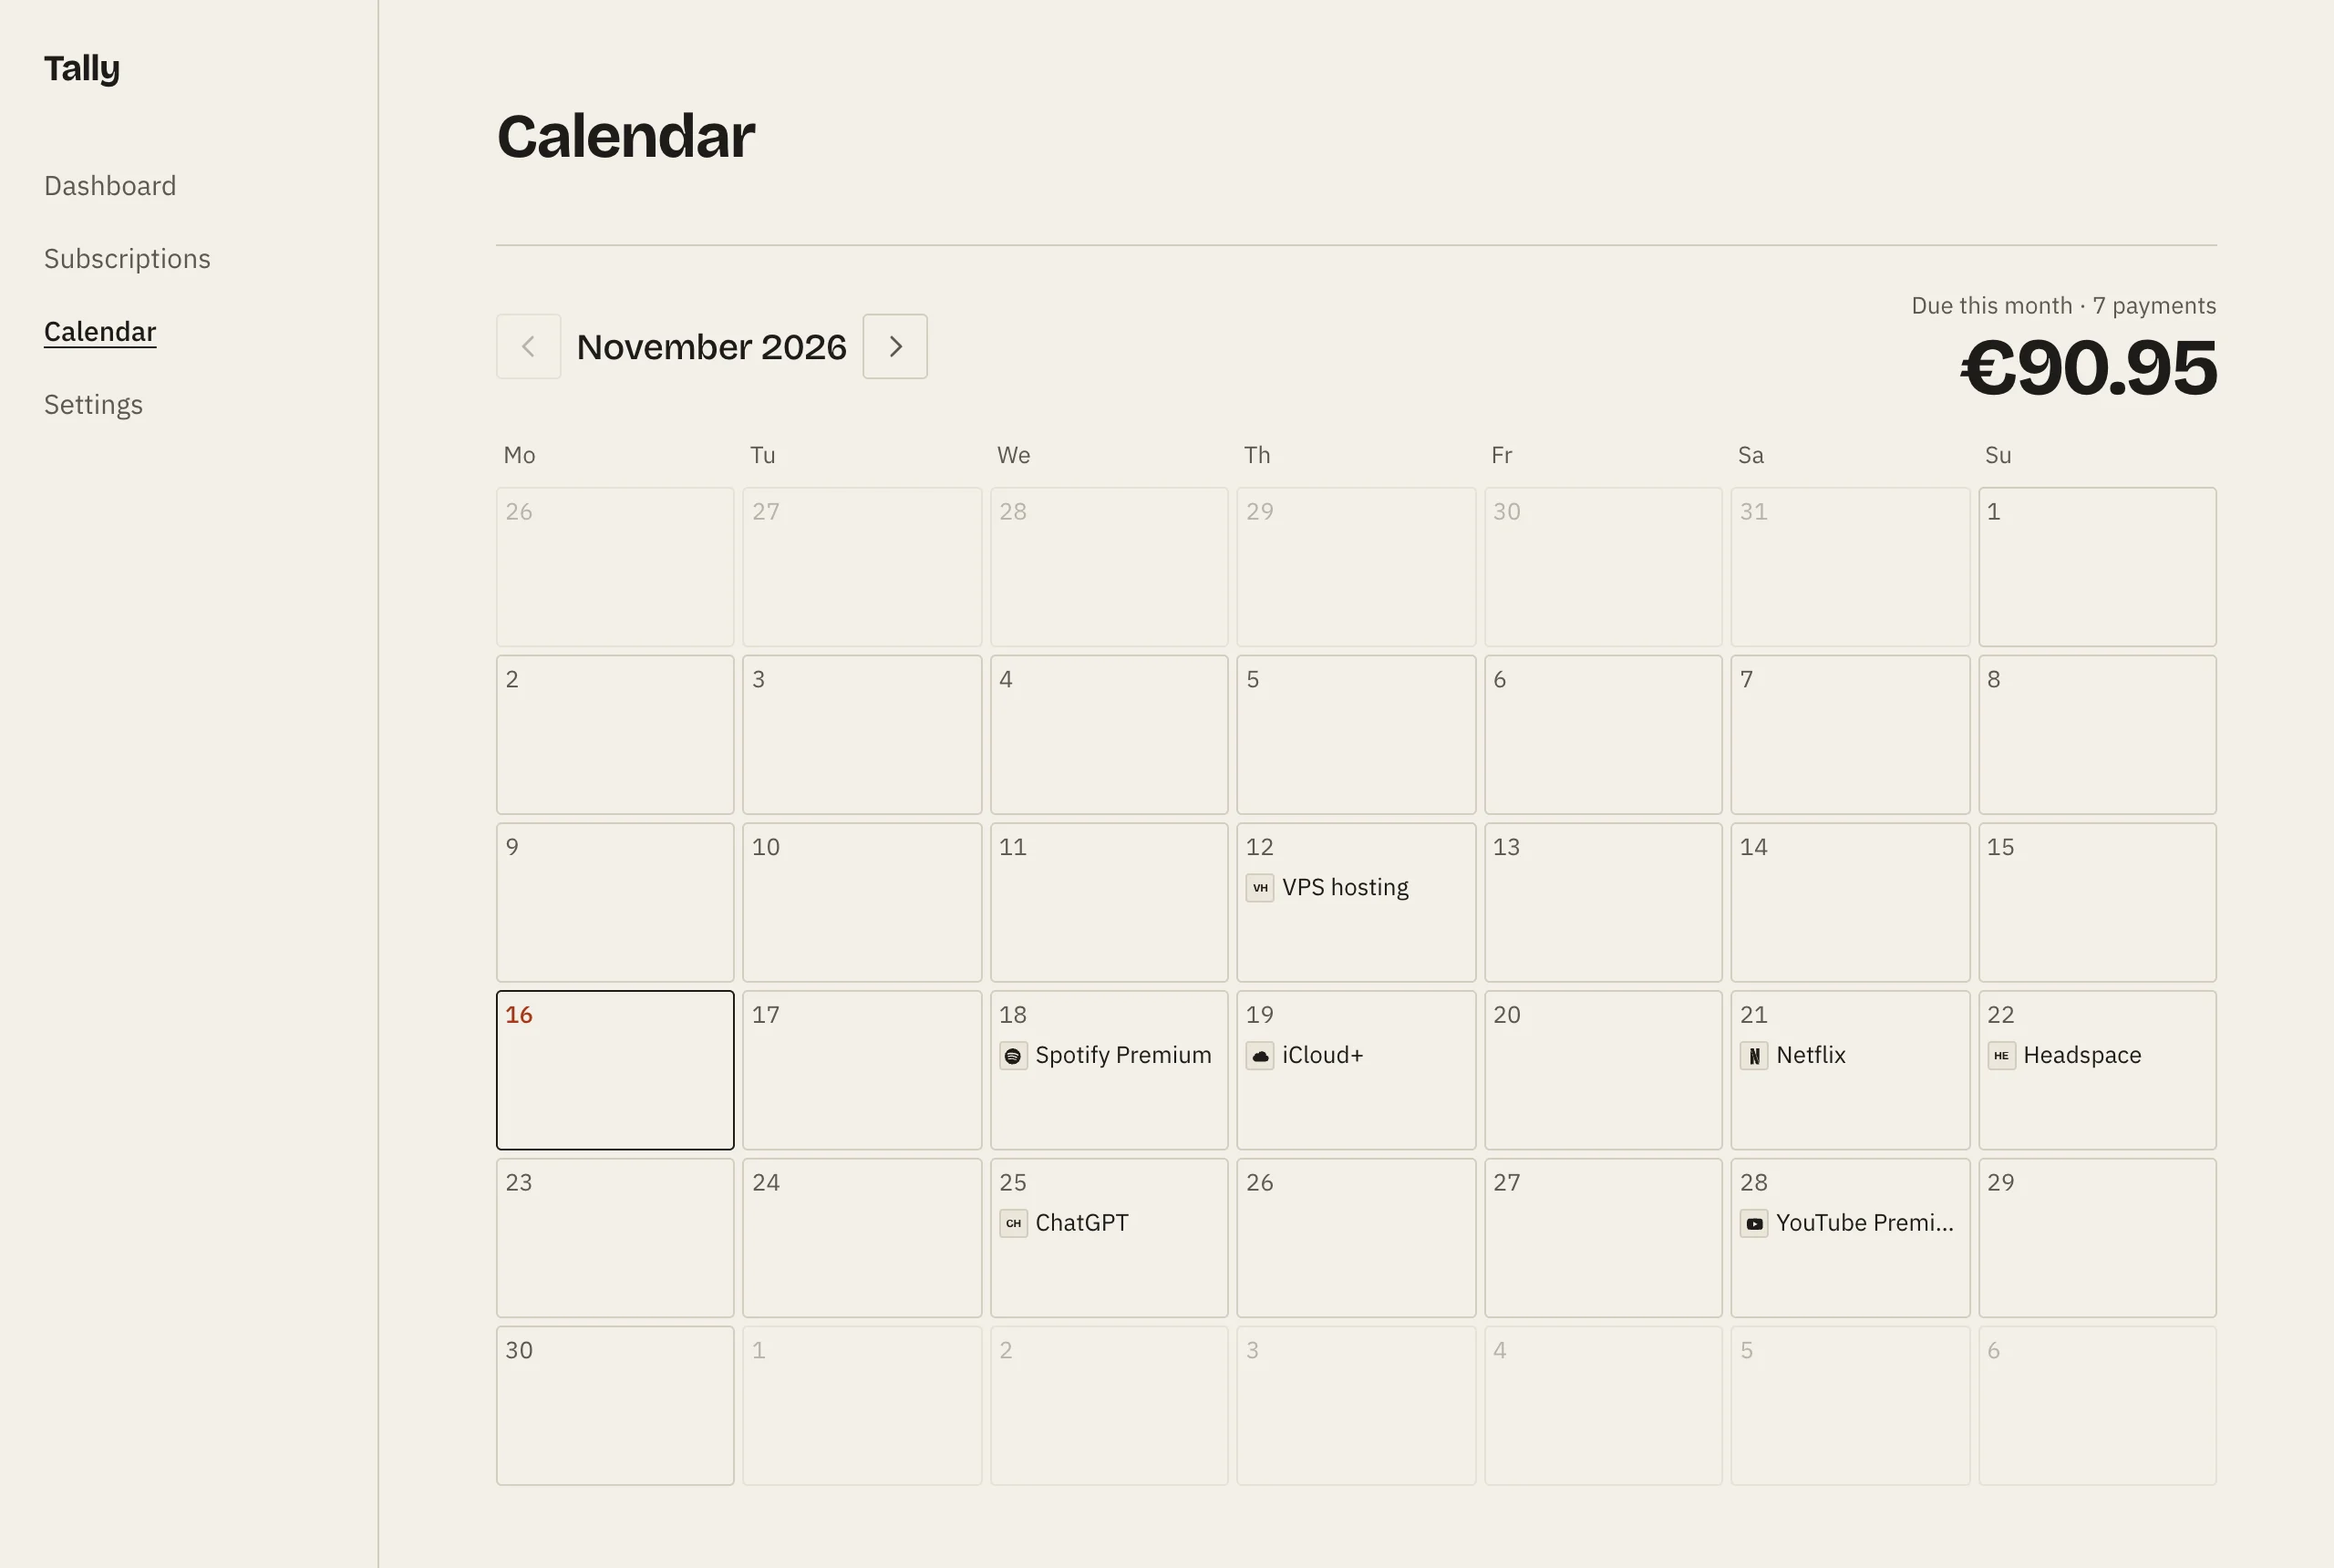 Tally
Dashboard
Subscriptions
Calendar
Settings
Calendar
November 2026
Due this month · 7 payments
€90.95
Mo Tu We Th Fr Sa Su
26 27 28 29 30 31 1
2 3 4 5 6 7 8
9 10 11 12 13 14 15
VH VPS hosting
16 17 18 19 20 21 22
Spotify Premium iCloud+ N Netflix HE Headspace
23 24 25 26 27 28 29
CH ChatGPT YouTube Premi...
30 1 2 3 4 5 6